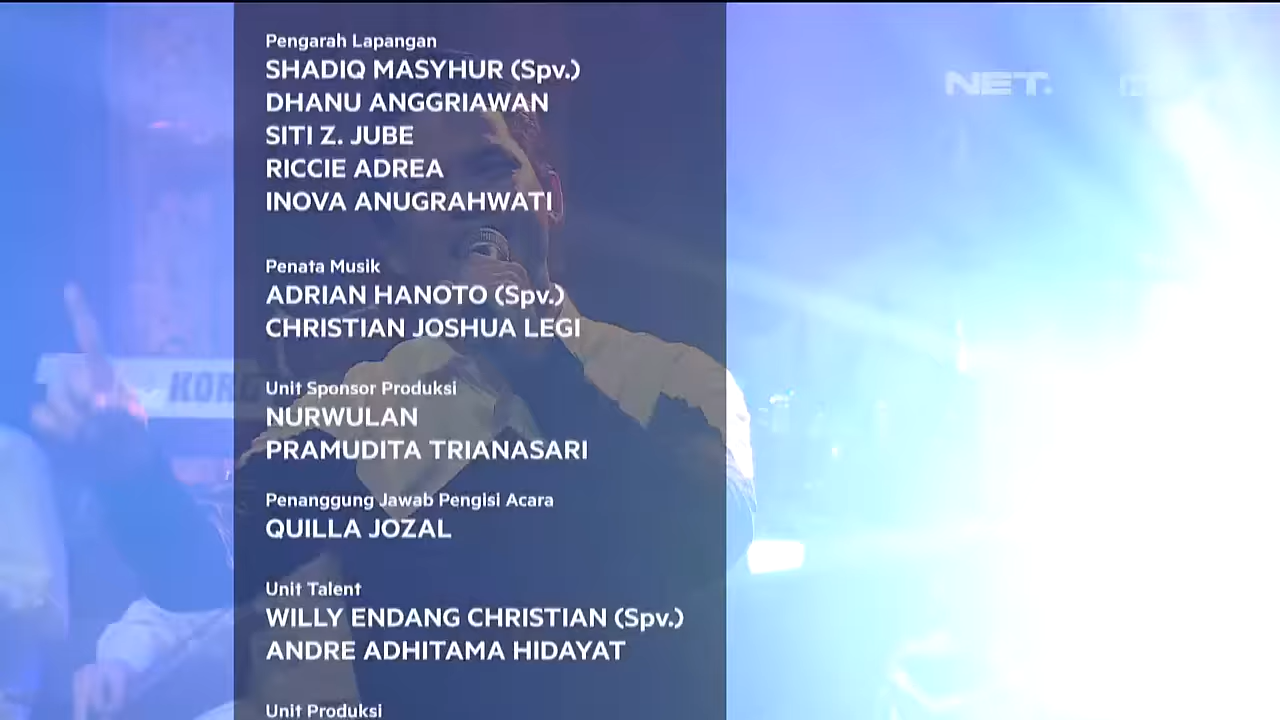 Pengarah Lapangan
SHADIQ MASYHUR (Spv.)
DHANU ANGGRIAWAN
SITI Z. JUBE
RICCIE ADREA
INOVA ANUGRAHWATI
NET.
Penata Musik
ADRIAN HANOTO (Spv.)
CHRISTIAN JOSHUA LEGI
KORG
Unit Sponsor Produksi
NURWULAN
PRAMUDITA TRIANASARI
Penanggung Jawab Pengisi Acara
QUILLA JOZAL
Unit Talent
WILLY ENDANG CHRISTIAN (Spv.)
ANDRE ADHITAMA HIDAYAT
Unit Produksi